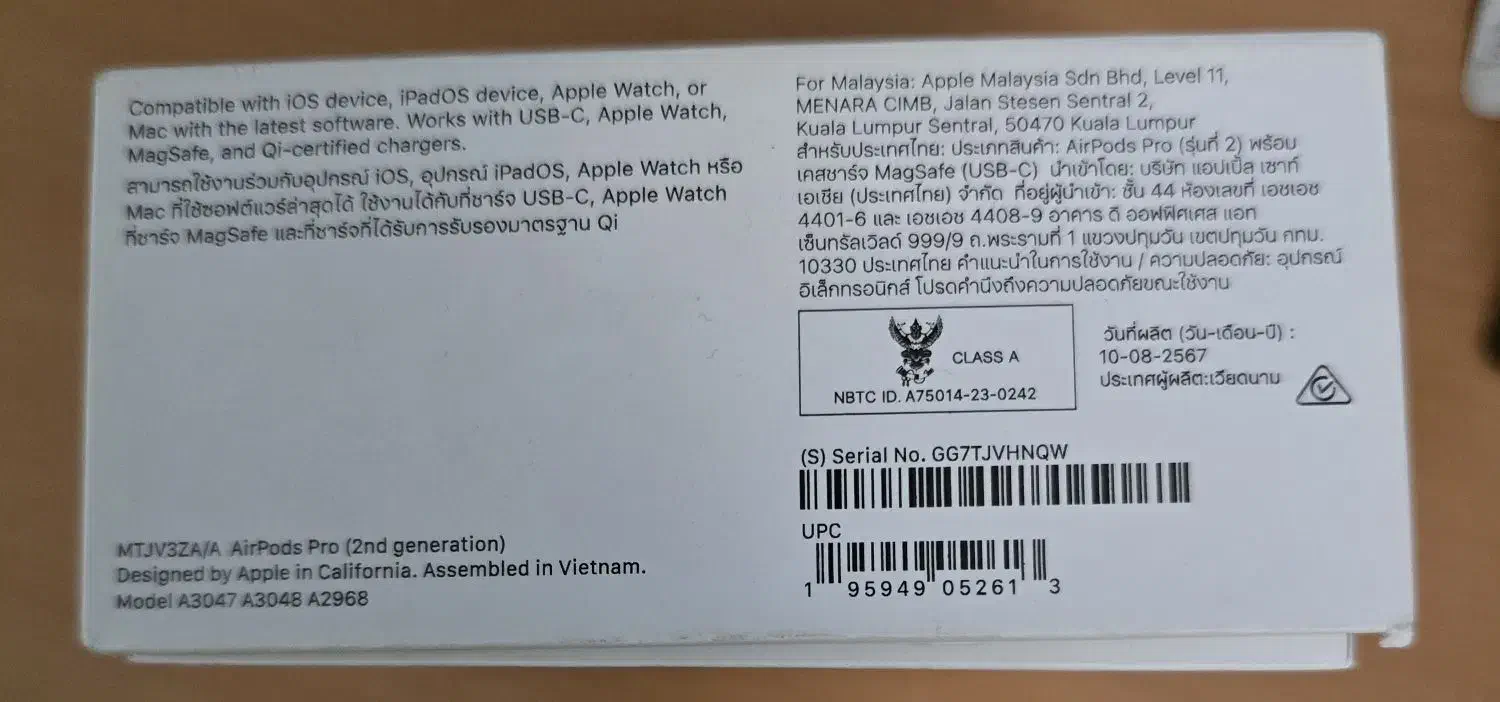 Compatible with iOS device, iPadOS device, Apple Watch, or
Mac with the latest software. Works with USB-C, Apple Watch,
MagSafe, and Qi-certified chargers.
สามารถใช้งานร่วมกับอุปกรณ์ iOS, อุปกรณ์ iPadOS, Apple Watch หรือ
Mac ที่ใช้ซอฟต์แวร์ล่าสุดได้ ใช้งานได้กับที่ชาร์จ USB-C, Apple Watch
ที่ชาร์จ MagSafe และที่ชาร์จที่ได้รับการรับรองมาตรฐาน Qi
MTJV3ZA/A AirPods Pro (2nd generation)
Designed by Apple in California. Assembled in Vietnam.
Model A3047 A3048 A2968
For Malaysia: Apple Malaysia Sdn Bhd, Level 11,
MENARA CIMB, Jalan Stesen Sentral 2,
Kuala Lumpur Sentral, 50470 Kuala Lumpur
สำหรับประเทศไทย: ประเภทสินค้า: AirPods Pro (รุ่นที่ 2) พร้อม
เคสชาร์จ MagSafe (USB-C) นำเข้าโดย: บริษัท แอปเปิ้ล เซาท์
เอเชีย (ประเทศไทย) จำกัด ที่อยู่ผู้นำเข้า: ชั้น 44 ห้องเลขที่ เอชเอช
4401-6 และ เอชเอช 4408-9 อาคาร ดิ ออฟฟิศเศส แอท
เซ็นทรัลเวิลด์ 999/9 ถ.พระรามที่ 1 แขวงปทุมวัน เขตปทุมวัน กทม.
10330 ประเทศไทย คำแนะนำในการใช้งาน / ความปลอดภัย: อุปกรณ์
อิเล็กทรอนิกส์ โปรดคำนึงถึงความปลอดภัยขณะใช้งาน
CLASS A
NBTC ID. A75014-23-0242
วันที่ผลิต (วัน-เดือน-ปี) :
10-08-2567
ประเทศผู้ผลิต:เวียดนาม
(S) Serial No. GG7TJVHNQW
UPC
1 95949 05261 3